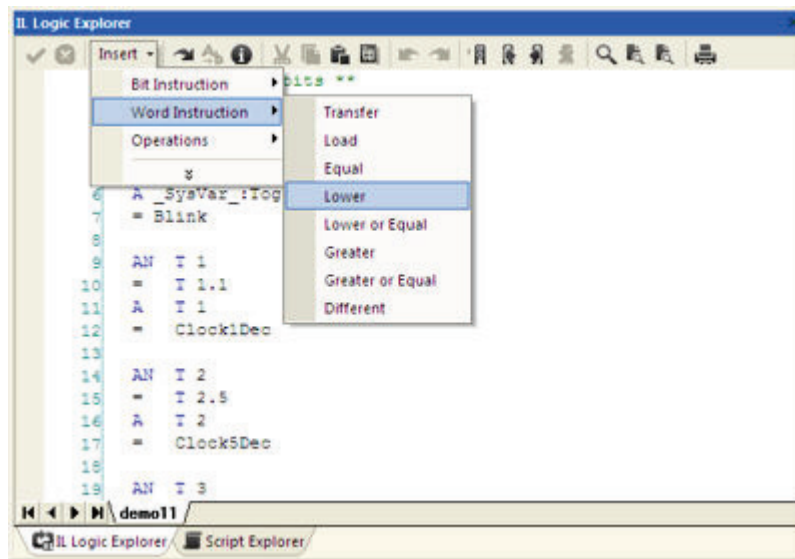 IL Logic Explorer
Insert
bits **
Bit Instruction
Word Instruction
Operations
Transfer
Load
Equal
Lower
Lower or Equal
Greater
Greater or Equal
Different
6 A _SysVar_:Tog
7 = Blink
8
9 AN T 1
10 = T 1.1
11 A T 1
12 = Clock1Dec
13
14 AN T 2
15 = T 2.5
16 A T 2
17 = Clock5Dec
18
19 AN T 3
demo11
IL Logic Explorer
Script Explorer